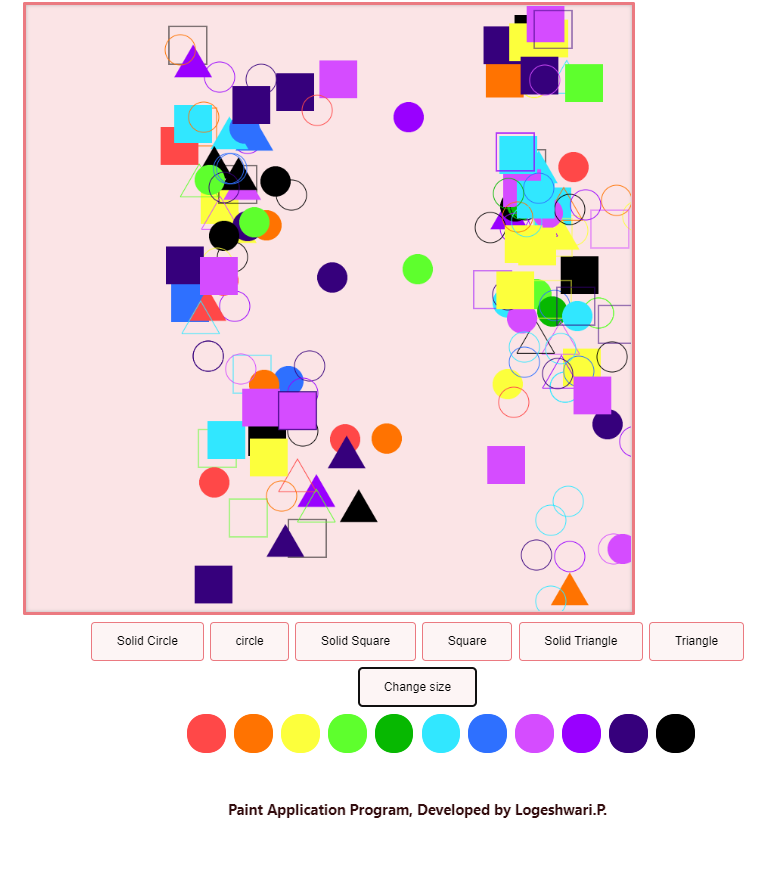 Solid Circle
circle
Solid Square
Square
Solid Triangle
Triangle
Change size
Paint Application Program, Developed by Logeshwari.P.